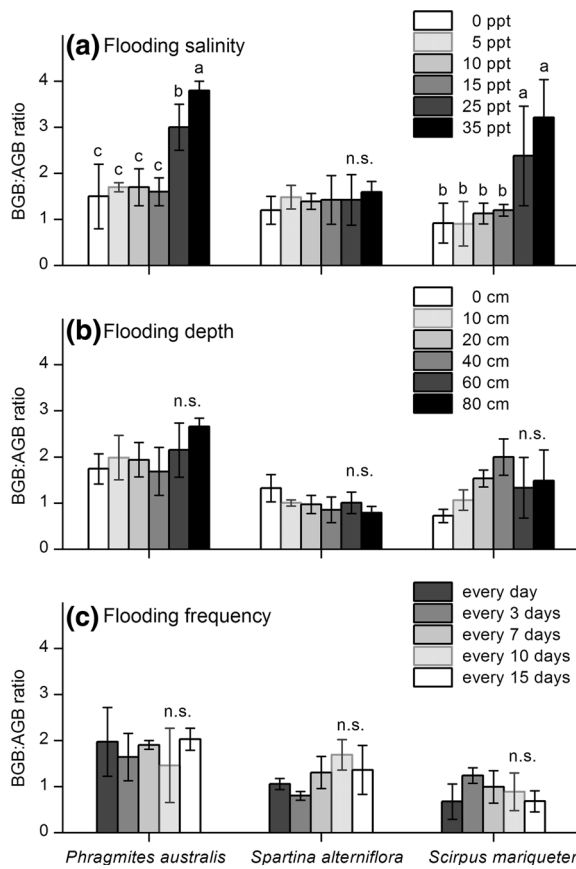 (a) Flooding salinity
0 ppt
5 ppt
10 ppt
15 ppt
25 ppt
35 ppt
BGB:AGB ratio
4
3
2
1
0
c
c
c
c
b
a
n.s.
b
b
b
b
a
a
(b) Flooding depth
0 cm
10 cm
20 cm
40 cm
60 cm
80 cm
BGB:AGB ratio
4
3
2
1
0
n.s.
n.s.
n.s.
(c) Flooding frequency
every day
every 3 days
every 7 days
every 10 days
every 15 days
BGB:AGB ratio
4
3
2
1
0
n.s.
n.s.
n.s.
Phragmites australis
Spartina alterniflora
Scirpus mariqueter